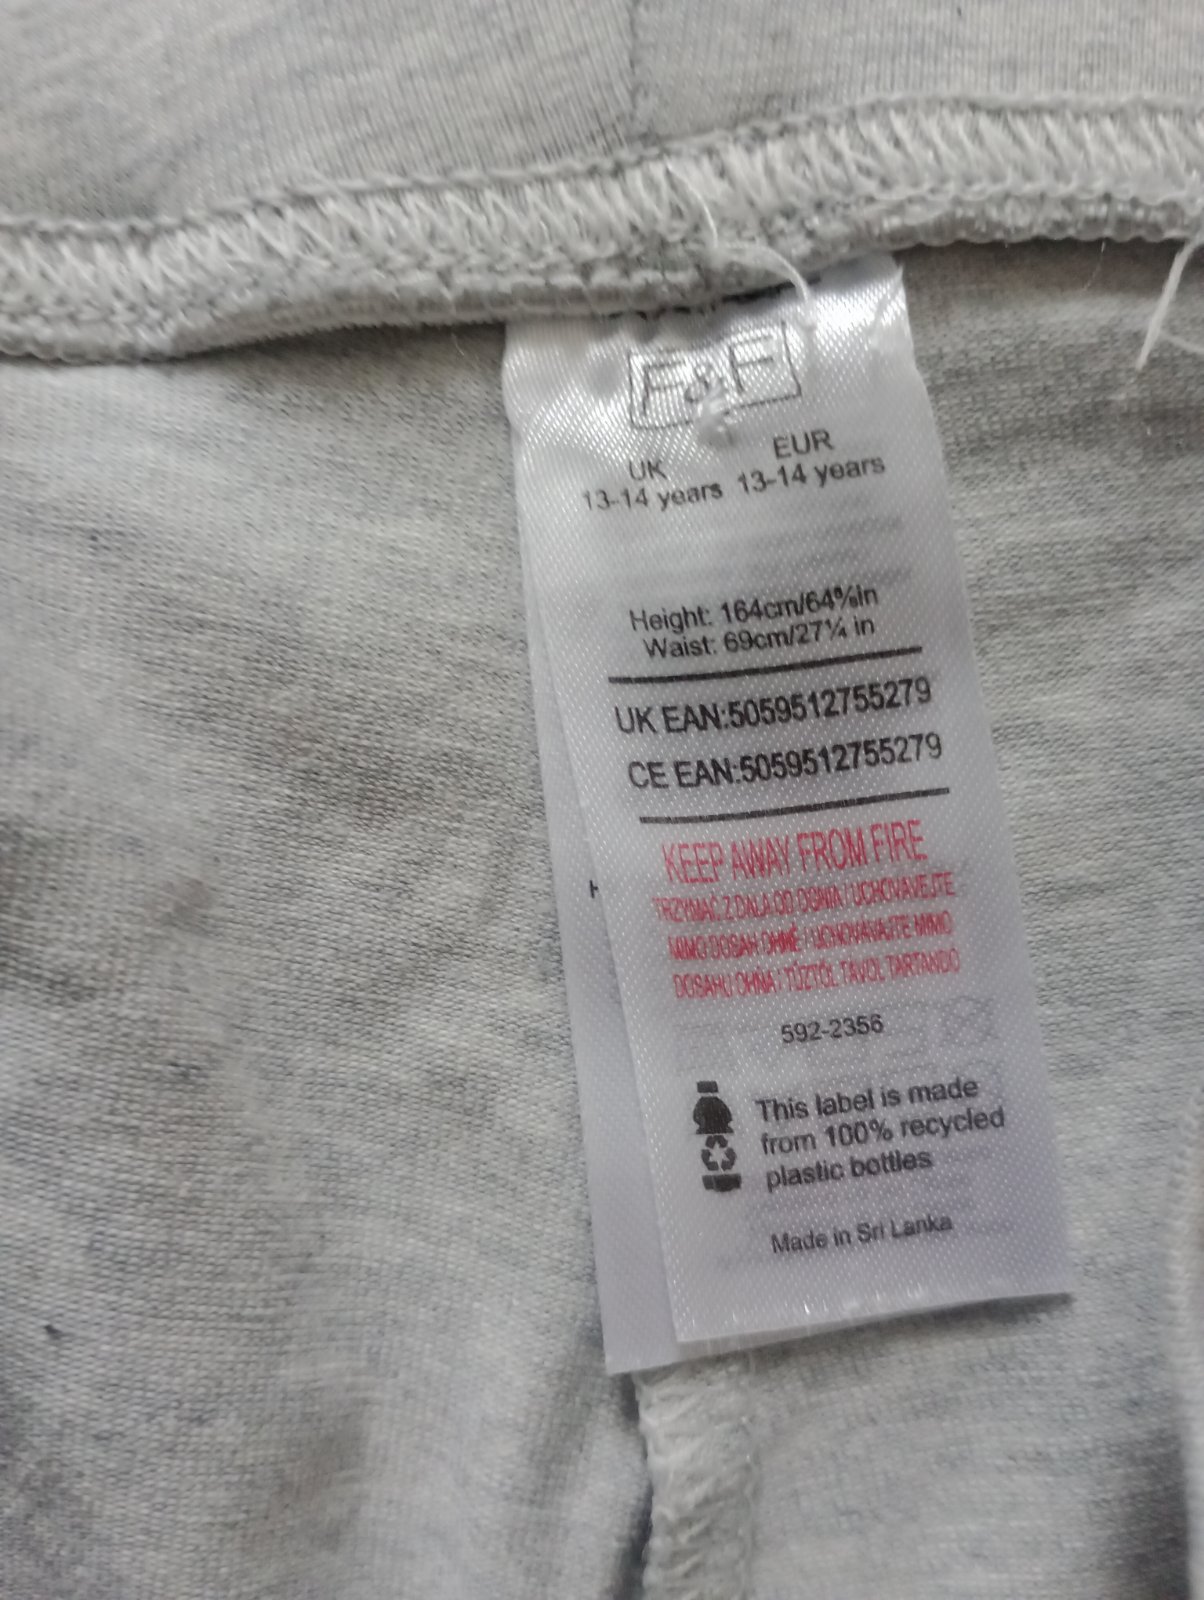 F&F
UK EUR
13-14 years 13-14 years
Height: 164cm/64⅝in
Waist: 69cm/27¼ in
UK EAN:5059512755279
CE EAN:5059512755279
KEEP AWAY FROM FIRE
TRZYMAĆ Z DALA OD OGNIA / UCHOVÁVEJTE
MIMO DOSAH OHNĚ / UCHOVÁVAJTE MIMO
DOSAHU OHŇA / TŰZTŐL TÁVOL TARTANDÓ
592-2356
This label is made
from 100% recycled
plastic bottles
Made in Sri Lanka